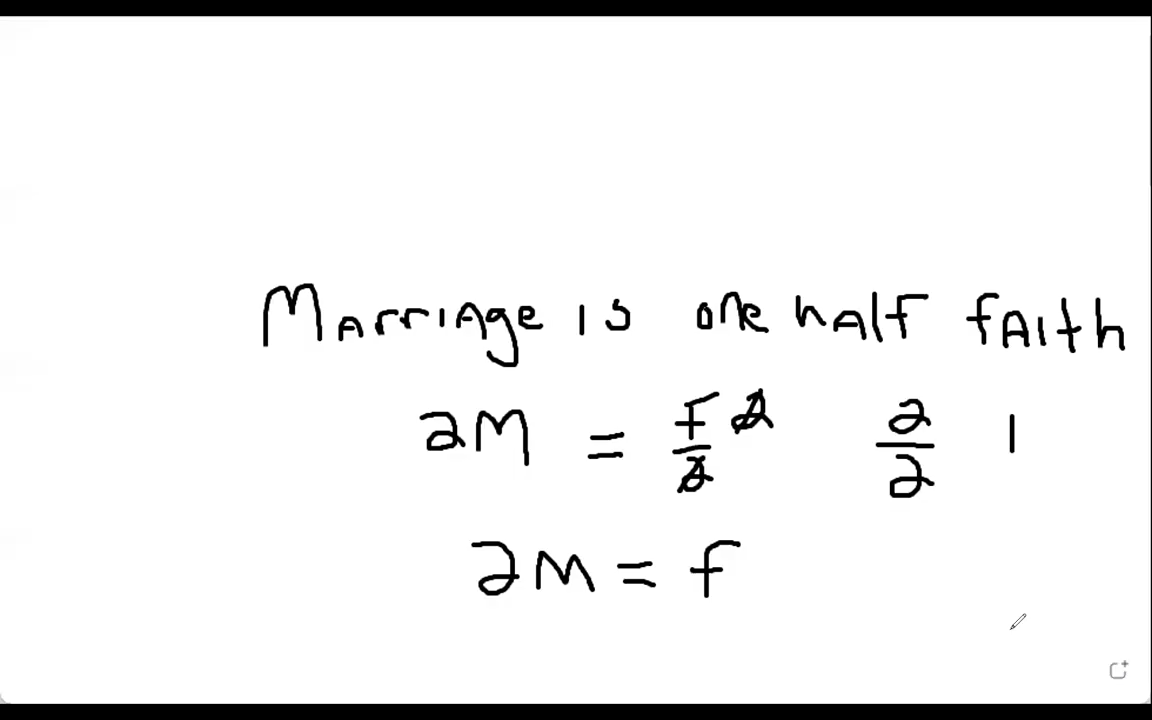 Marriage is one half faith
2M = F/2 2 2/2 1
2M = f